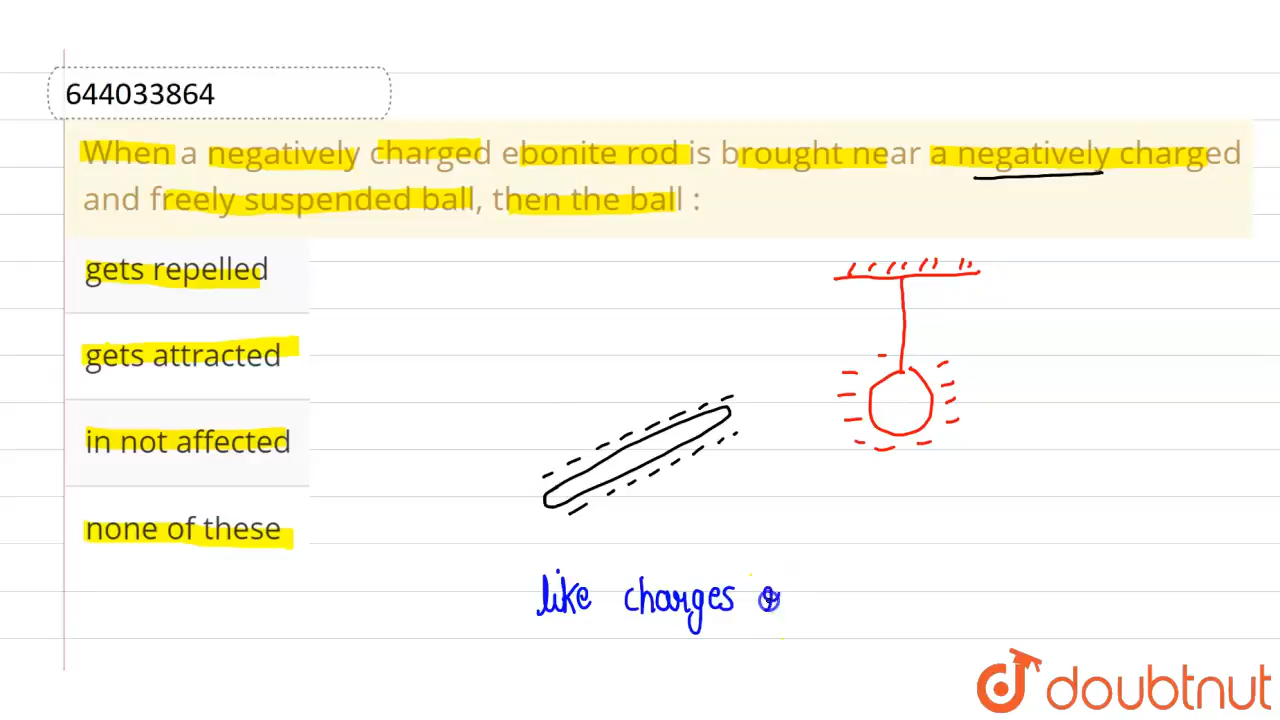 644033864
When a negatively charged ebonite rod is brought near a negatively charged
and freely suspended ball, then the ball :
gets repelled
gets attracted
in not affected
none of these
like charges
doubtnut